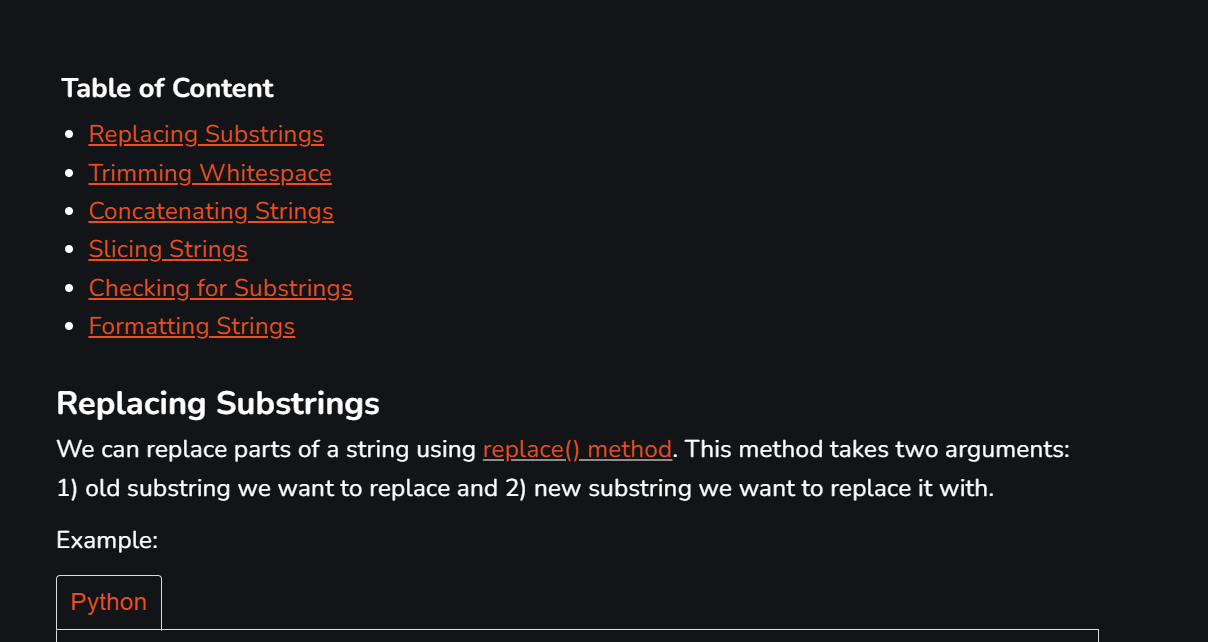 Table of Content
Replacing Substrings
Trimming Whitespace
Concatenating Strings
Slicing Strings
Checking for Substrings
Formatting Strings
Replacing Substrings
We can replace parts of a string using replace() method. This method takes two arguments:
1) old substring we want to replace and 2) new substring we want to replace it with.
Example:
Python